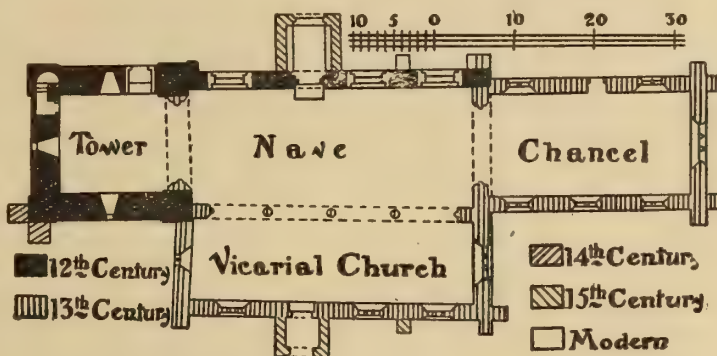 10 5 0 10 20 30
Tower Nave Chancel
Vicarial Church
12th Century
13th Century
14th Century
15th Century
Modern